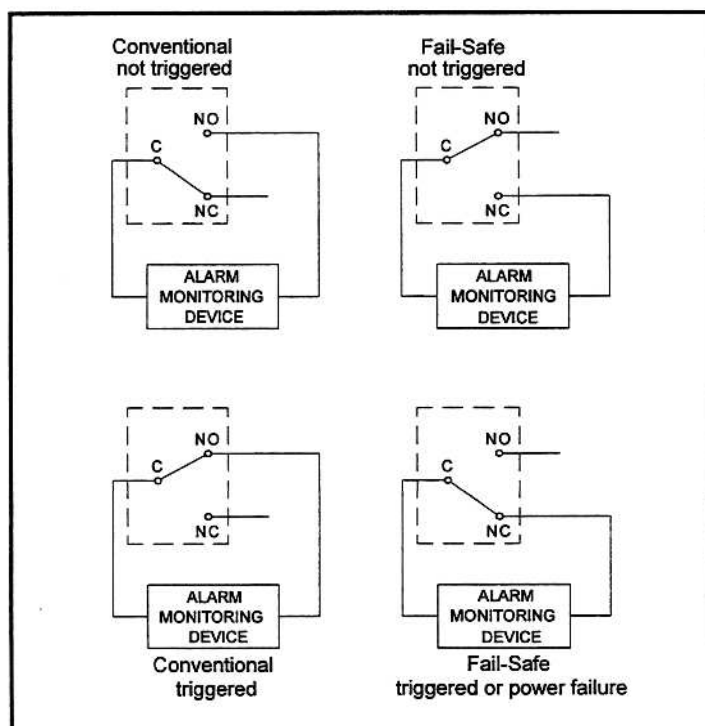 Conventional
not triggered
NO
C
NC
ALARM
MONITORING
DEVICE
Fail-Safe
not triggered
NO
C
NC
ALARM
MONITORING
DEVICE
NO
C
NC
ALARM
MONITORING
DEVICE
Conventional
triggered
NO
C
NC
ALARM
MONITORING
DEVICE
Fail-Safe
triggered or power failure